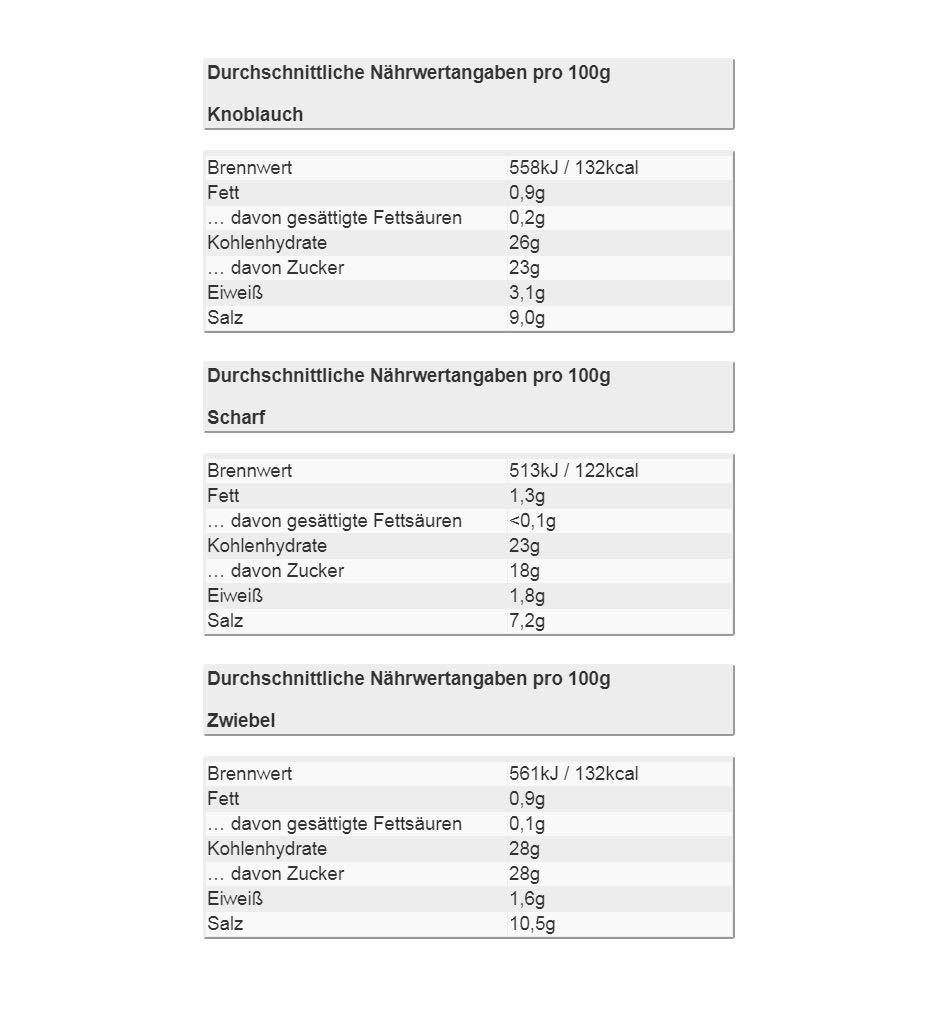 Durchschnittliche Nährwertangaben pro 100g
Knoblauch
Brennwert 558kJ / 132kcal
Fett 0,9g
… davon gesättigte Fettsäuren 0,2g
Kohlenhydrate 26g
… davon Zucker 23g
Eiweiß 3,1g
Salz 9,0g
Durchschnittliche Nährwertangaben pro 100g
Scharf
Brennwert 513kJ / 122kcal
Fett 1,3g
… davon gesättigte Fettsäuren <0,1g
Kohlenhydrate 23g
… davon Zucker 18g
Eiweiß 1,8g
Salz 7,2g
Durchschnittliche Nährwertangaben pro 100g
Zwiebel
Brennwert 561kJ / 132kcal
Fett 0,9g
… davon gesättigte Fettsäuren 0,1g
Kohlenhydrate 28g
… davon Zucker 28g
Eiweiß 1,6g
Salz 10,5g